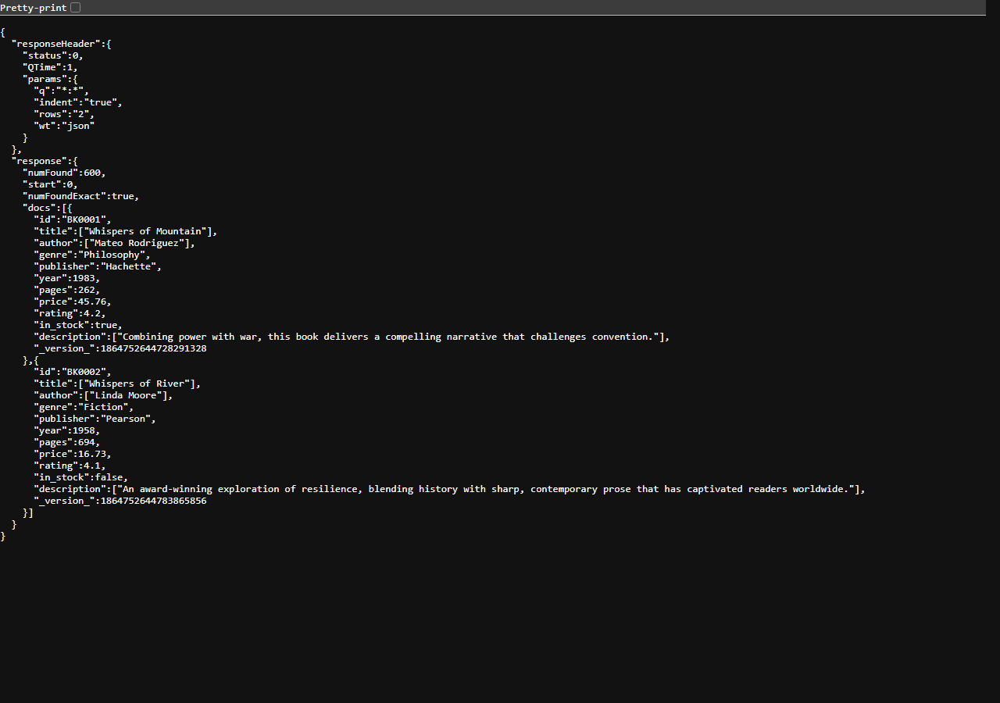 Pretty-print
{
  "responseHeader":{
    "status":0,
    "QTime":1,
    "params":{
      "q":"*:*",
      "indent":"true",
      "rows":"2",
      "wt":"json"
    }
  },
  "response":{
    "numFound":600,
    "start":0,
    "numFoundExact":true,
    "docs":[{
      "id":"BK0001",
      "title":["Whispers of Mountain"],
      "author":["Mateo Rodriguez"],
      "genre":"Philosophy",
      "publisher":"Hachette",
      "year":1983,
      "pages":262,
      "price":45.76,
      "rating":4.2,
      "in_stock":true,
      "description":["Combining power with war, this book delivers a compelling narrative that challenges convention."],
      "_version_":1864752644728291328
    },{
      "id":"BK0002",
      "title":["Whispers of River"],
      "author":["Linda Moore"],
      "genre":"Fiction",
      "publisher":"Pearson",
      "year":1958,
      "pages":694,
      "price":16.73,
      "rating":4.1,
      "in_stock":false,
      "description":["An award-winning exploration of resilience, blending history with sharp, contemporary prose that has captivated readers worldwide."],
      "_version_":1864752644783865856
    }]
  }
}